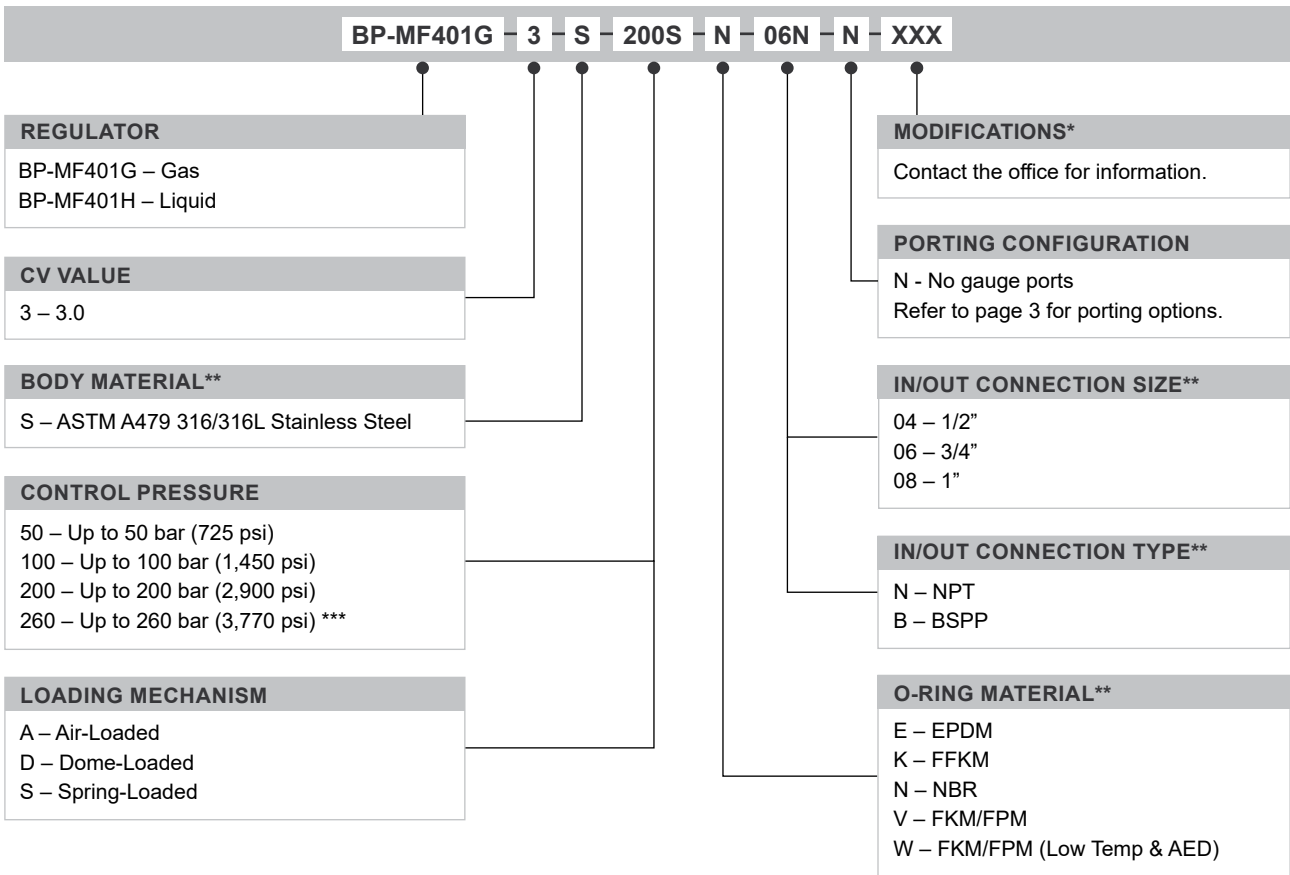 BP-MF401G - 3 - S - 200S - N - 06N - N - XXX
REGULATOR
BP-MF401G – Gas
BP-MF401H – Liquid
CV VALUE
3 – 3.0
BODY MATERIAL**
S – ASTM A479 316/316L Stainless Steel
CONTROL PRESSURE
50 – Up to 50 bar (725 psi)
100 – Up to 100 bar (1,450 psi)
200 – Up to 200 bar (2,900 psi)
260 – Up to 260 bar (3,770 psi) ***
LOADING MECHANISM
A – Air-Loaded
D – Dome-Loaded
S – Spring-Loaded
MODIFICATIONS*
Contact the office for information.
PORTING CONFIGURATION
N - No gauge ports
Refer to page 3 for porting options.
IN/OUT CONNECTION SIZE**
04 – 1/2”
06 – 3/4”
08 – 1”
IN/OUT CONNECTION TYPE**
N – NPT
B – BSPP
O-RING MATERIAL**
E – EPDM
K – FFKM
N – NBR
V – FKM/FPM
W – FKM/FPM (Low Temp & AED)